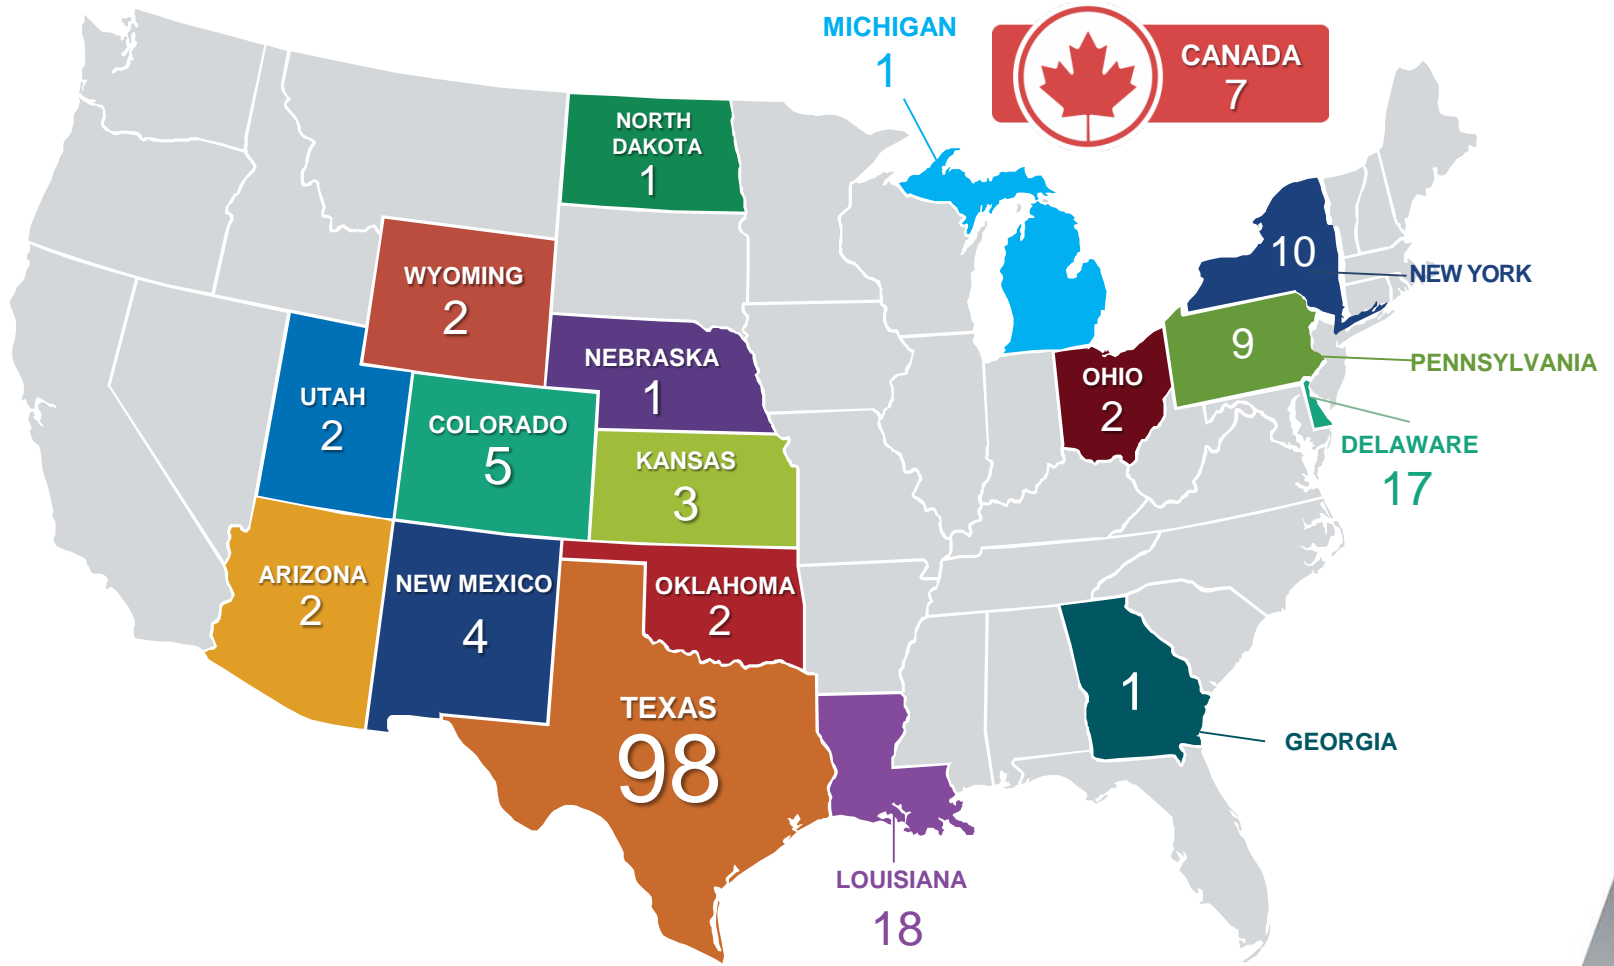 MICHIGAN
1
CANADA
7
NORTH
DAKOTA
1
WYOMING
2
10
NEW YORK
NEBRASKA
1
9
PENNSYLVANIA
UTAH
2
COLORADO
5
OHIO
2
KANSAS
3
DELAWARE
17
ARIZONA
2
NEW MEXICO
4
OKLAHOMA
2
TEXAS
98
1
GEORGIA
LOUISIANA
18